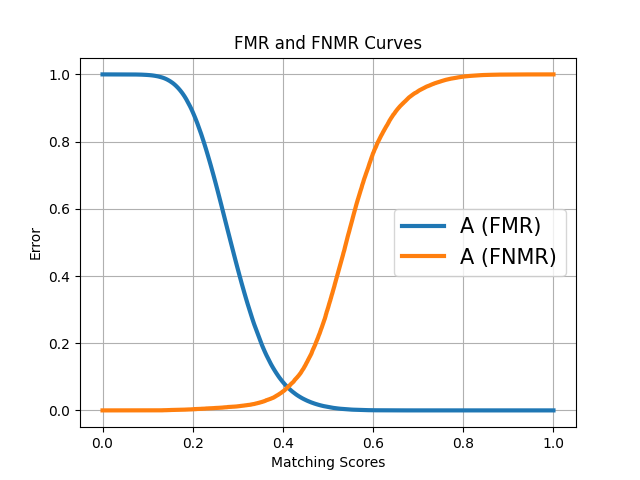 FMR and FNMR Curves
1.0
0.8
0.6
0.4
0.2
0.0
Error
A (FMR)
A (FNMR)
0.0 0.2 0.4 0.6 0.8 1.0
Matching Scores